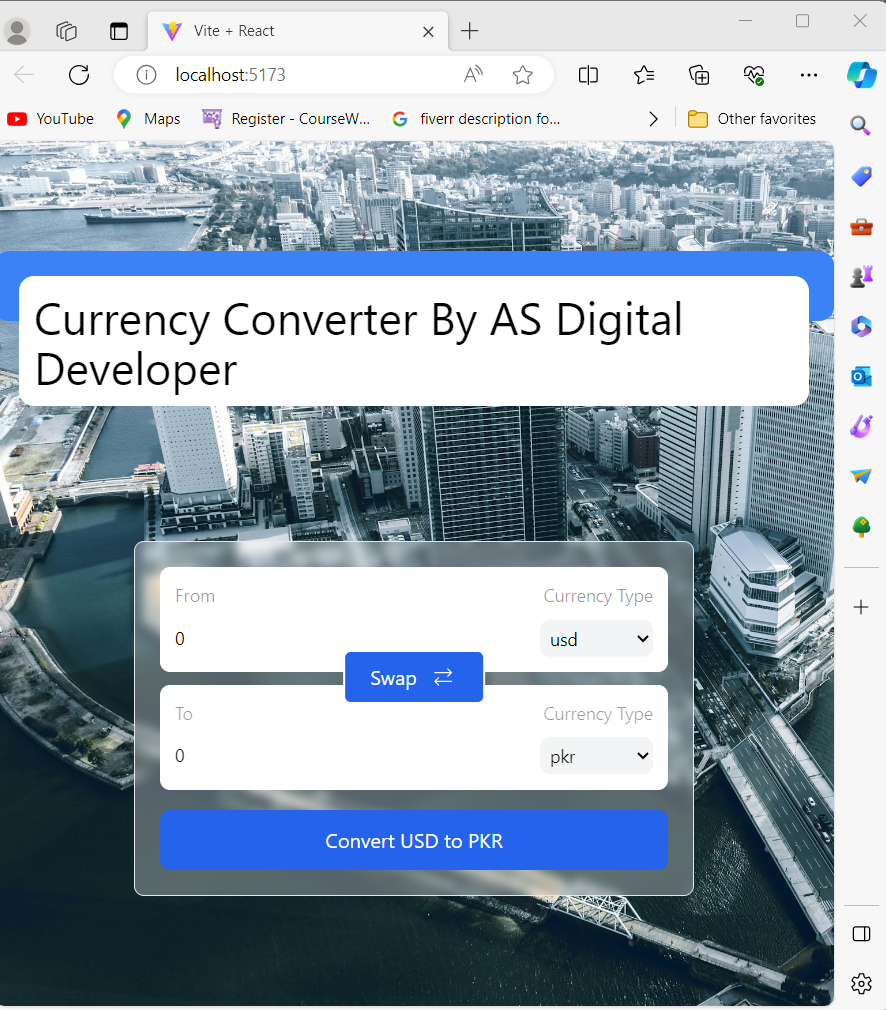 Vite + React
localhost:5173
YouTube
Maps
Register - CourseW...
fiverr description fo...
Other favorites
Currency Converter By AS Digital
Developer
From
Currency Type
0
usd
Swap
To
Currency Type
0
pkr
Convert USD to PKR